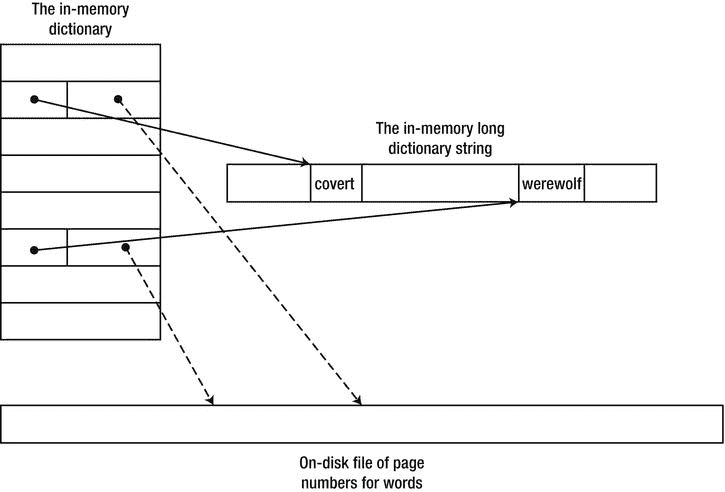 The in-memory
dictionary
The in-memory long
dictionary string
covert
werewolf
On-disk file of page
numbers for words